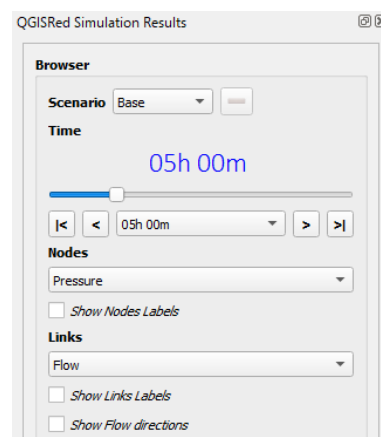 QGISRed Simulation Results
Browser
Scenario Base
Time
05h 00m
|< < 05h 00m > >|
Nodes
Pressure
Show Nodes Labels
Links
Flow
Show Links Labels
Show Flow directions